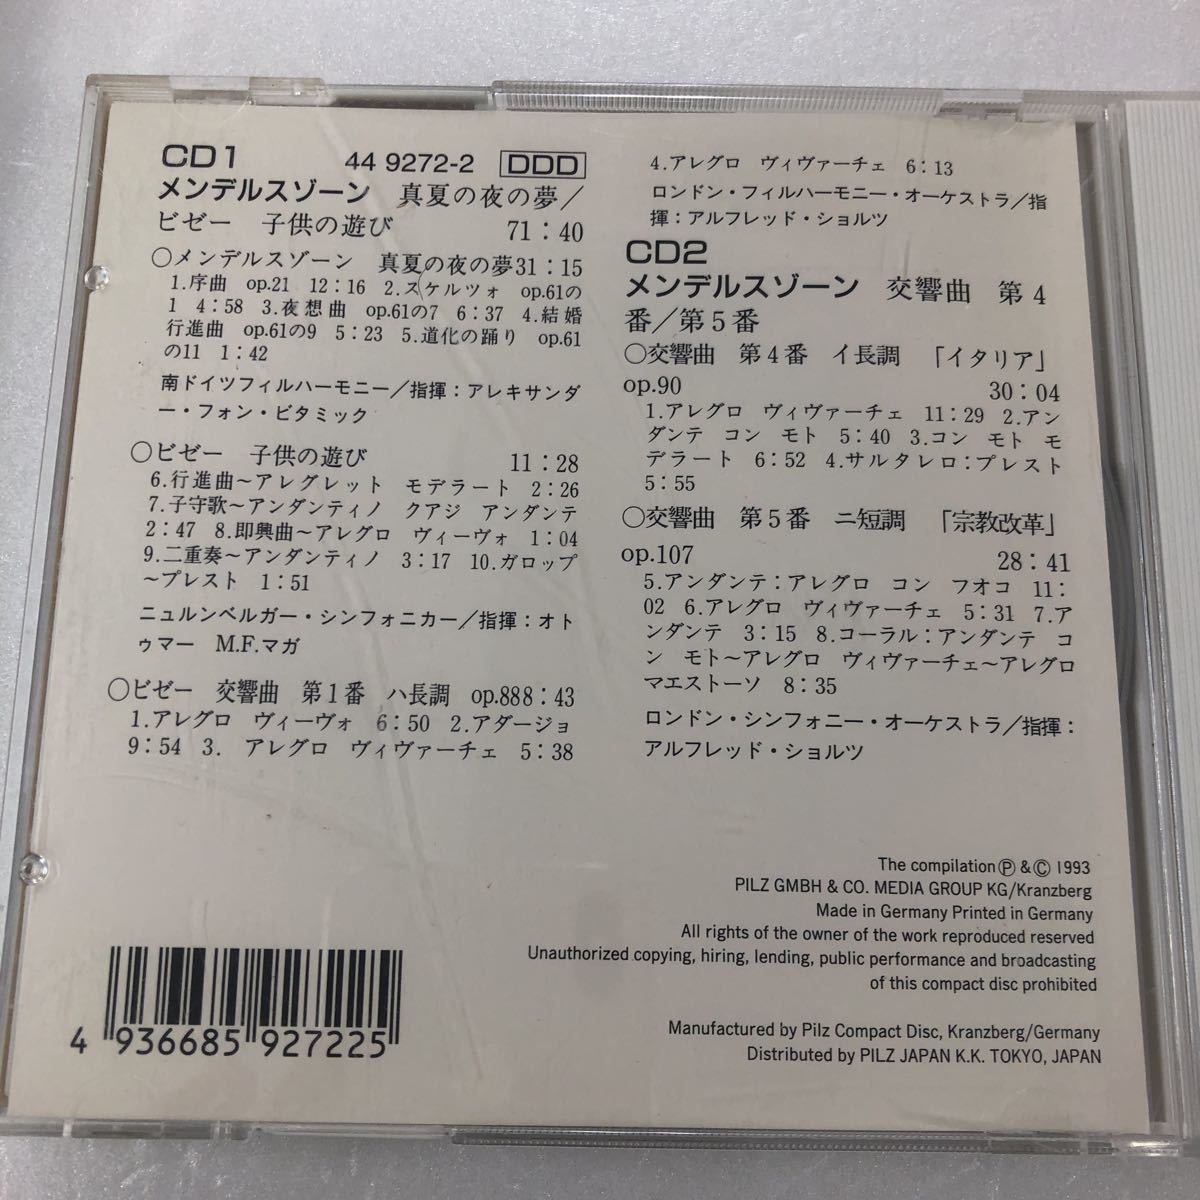 CD1 44 9272-2 DDD
メンデルスゾーン 真夏の夜の夢／
ビゼー 子供の遊び 71：40
○メンデルスゾーン 真夏の夜の夢31：15
1.序曲 op.21 12：16 2.スケルツォ op.61の
1 4：58 3.夜想曲 op.61の7 6：37 4.結婚
行進曲 op.61の9 5：23 5.道化の踊り op.61
の11 1：42
南ドイツフィルハーモニー／指揮：アレキサンダ
ー・フォン・ピタミック
○ビゼー 子供の遊び 11：28
6.行進曲～アレグレット モデラート 2：26
7.子守歌～アンダンティノ クアジ アンダンテ
2：47 8.即興曲～アレグロ ヴィーヴォ 1：04
9.二重奏～アンダンティノ 3：17 10.ガロップ
～プレスト 1：51
ニュルンベルガー・シンフォニカー／指揮：オト
ゥマー M.F.マガ
○ビゼー 交響曲 第1番 ハ長調 op.888：43
1.アレグロ ヴィーヴォ 6：50 2.アダージョ
9：54 3. アレグロ ヴィヴァーチェ 5：38
4.アレグロ ヴィヴァーチェ 6：13
ロンドン・フィルハーモニー・オーケストラ／指
揮：アルフレッド・ショルツ
CD2
メンデルスゾーン 交響曲 第4
番／第5番
○交響曲 第4番 イ長調 「イタリア」
op.90 30：04
1.アレグロ ヴィヴァーチェ 11：29 2.アン
ダンテ コン モト 5：40 3.コン モト モ
デラート 6：52 4.サルタレロ：プレスト
5：55
○交響曲 第5番 ニ短調 「宗教改革」
op.107 28：41
5.アンダンテ：アレグロ コン フオコ 11：
02 6.アレグロ ヴィヴァーチェ 5：31 7.ア
ンダンテ 3：15 8.コーラル：アンダンテ コ
ン モト～アレグロ ヴィヴァーチェ～アレグロ
マエストーソ 8：35
ロンドン・シンフォニー・オーケストラ／指揮：
アルフレッド・ショルツ
The compilation Ⓟ & Ⓒ 1993
PILZ GMBH & CO. MEDIA GROUP KG/Kranzberg
Made in Germany Printed in Germany
All rights of the owner of the work reproduced reserved
Unauthorized copying, hiring, lending, public performance and broadcasting
of this compact disc prohibited
Manufactured by Pilz Compact Disc, Kranzberg/Germany
Distributed by PILZ JAPAN K.K. TOKYO, JAPAN
4 936685 927225